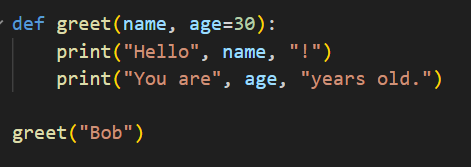 def greet(name, age=30):
    print("Hello", name, "!")
    print("You are", age, "years old.")

greet("Bob")